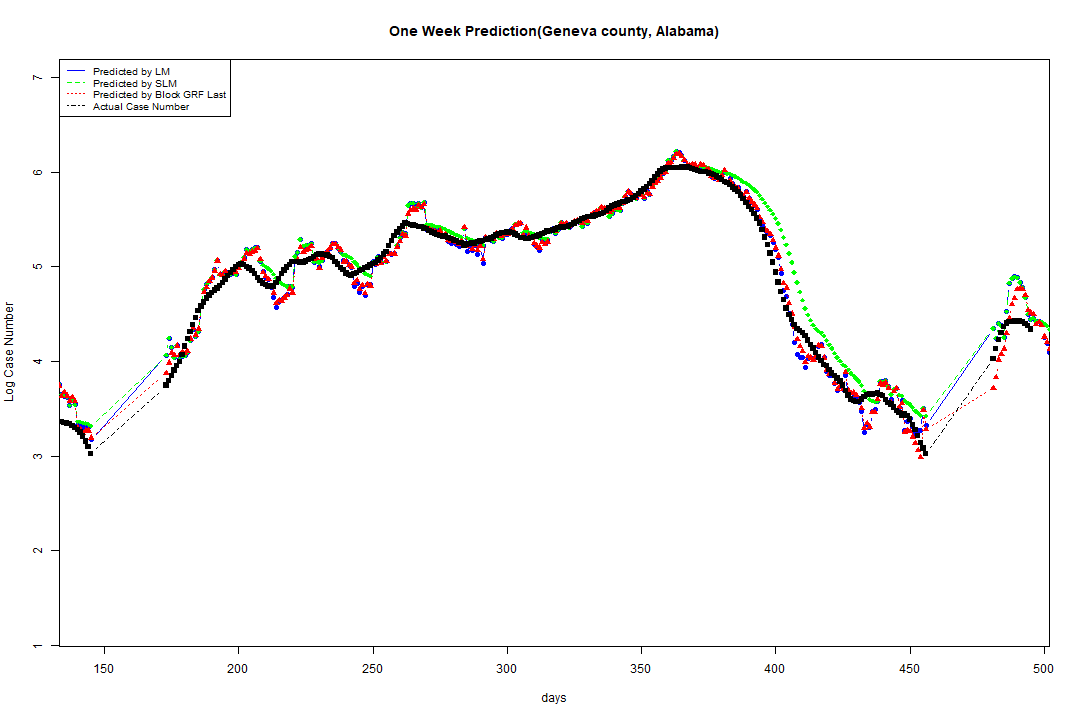 One Week Prediction(Geneva county, Alabama)
Predicted by LM
Predicted by SLM
Predicted by Block GRF Last
Actual Case Number
7
6
5
4
3
2
1
Log Case Number
150 200 250 300 350 400 450 500
days